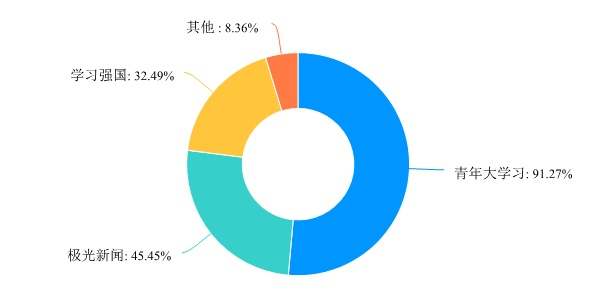 其他 : 8.36%
学习强国: 32.49%
青年大学习: 91.27%
极光新闻: 45.45%